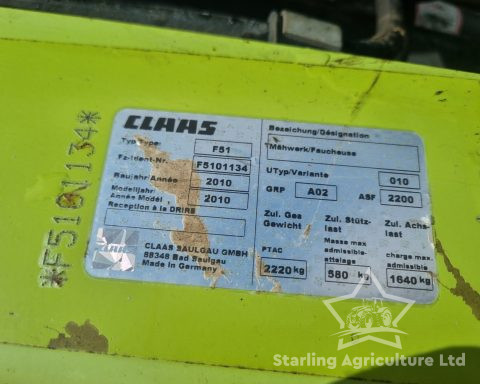 *F5101134*
CLAAS
Typ/Type: F51
Fz-Ident-Nr. F5101134
Baujahr/Année 2010
Modelljahr/
Année Model. 2010
Reception à la DRIRE
CLAAS SAULGAU GMBH
88348 Bad Saulgau
Made in Germany
Bezeichnung/Désignation
Mähwerk/Faucheuse
UTyp/Variante 010
GRP A02 ASF 2200
Zul. Ges Gewicht
PTAC
2220 kg
Zul. Stütz-
last
Masse max
admissible
attelage
580 kg
Zul. Achs-
last
charge max
admissible
1640 kg
Starling Agriculture Ltd